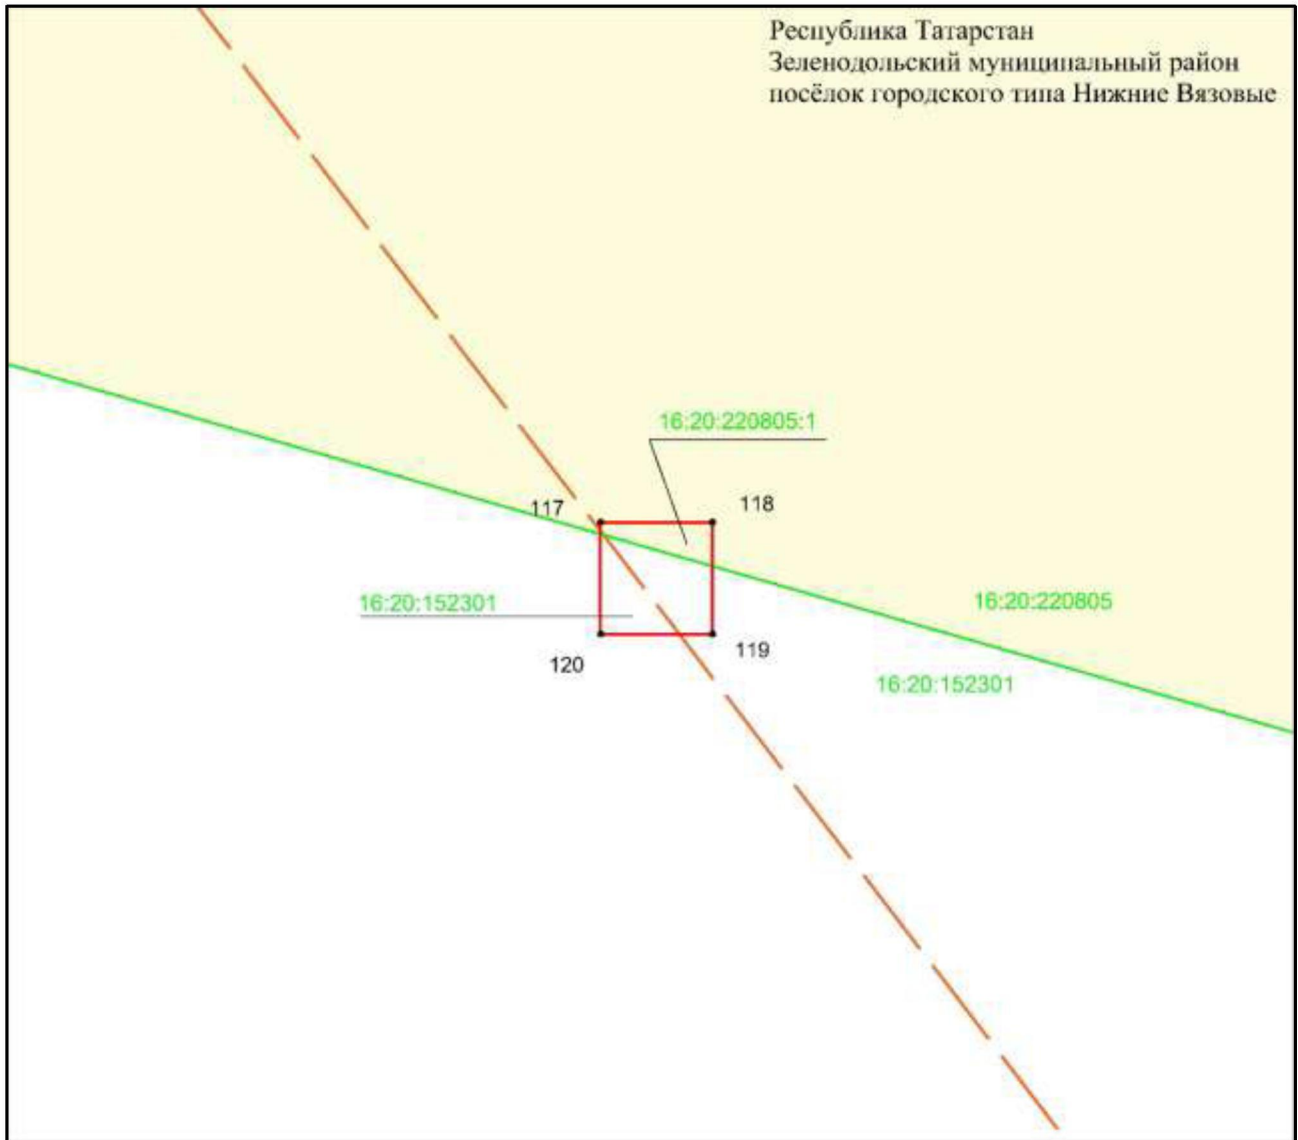 Республика Татарстан
Зеленодольский муниципальный район
посёлок городского типа Нижние Вязовые
16:20:220805:1
117
118
16:20:152301
16:20:220805
120
119
16:20:152301